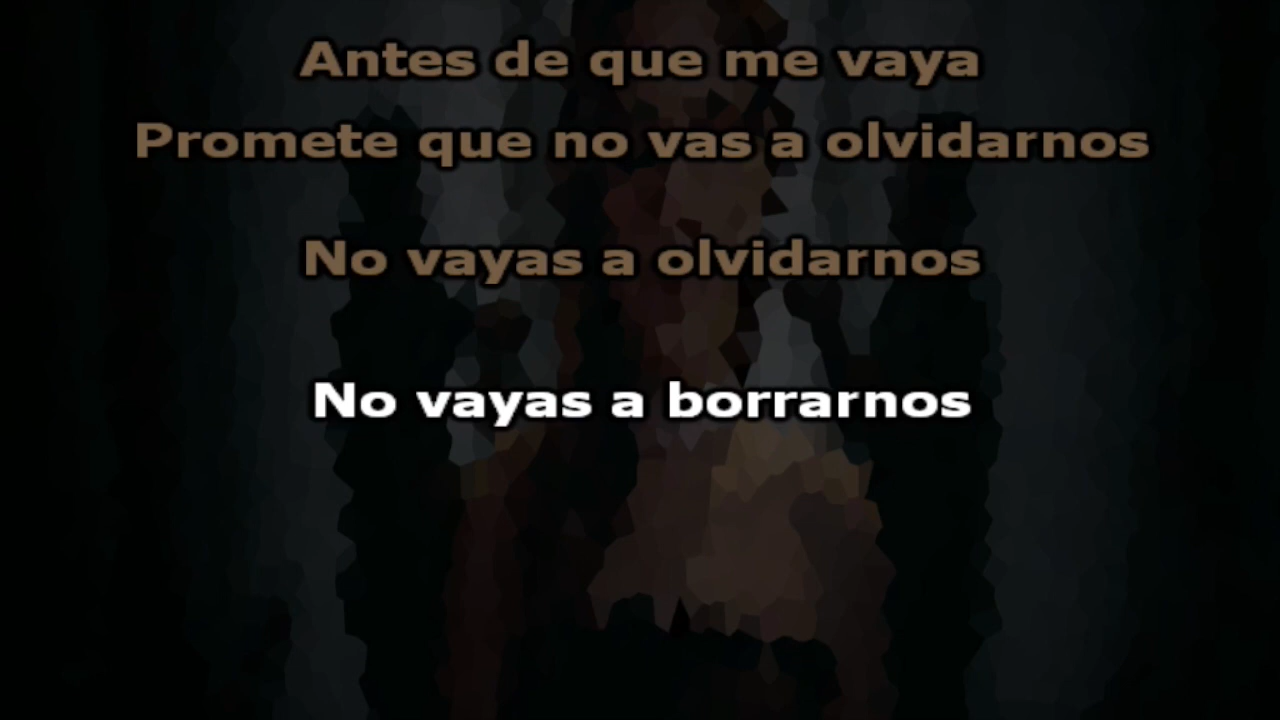 Antes de que me vaya
Promete que no vas a olvidarnos
No vayas a olvidarnos
No vayas a borrarnos